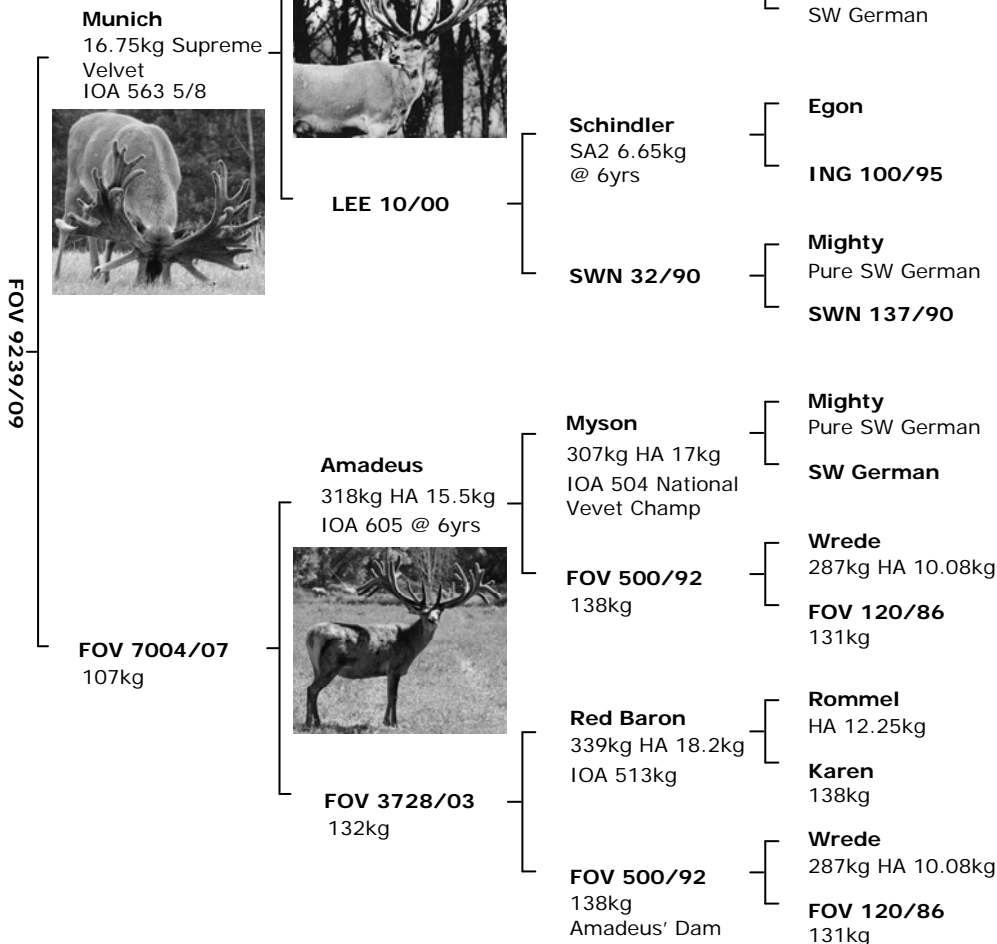 SW German
Munich
16.75kg Supreme
Velvet
IOA 563 5/8
Egon
Schindler
SA2 6.65kg
@ 6yrs
ING 100/95
LEE 10/00
Mighty
Pure SW German
SWN 32/90
SWN 137/90
FOV 9239/09
Mighty
Pure SW German
Myson
307kg HA 17kg
IOA 504 National
Vevet Champ
SW German
Amadeus
318kg HA 15.5kg
IOA 605 @ 6yrs
Wrede
287kg HA 10.08kg
FOV 500/92
138kg
FOV 120/86
131kg
FOV 7004/07
107kg
Rommel
HA 12.25kg
Red Baron
339kg HA 18.2kg
IOA 513kg
Karen
138kg
FOV 3728/03
132kg
Wrede
287kg HA 10.08kg
FOV 500/92
138kg
Amadeus' Dam
FOV 120/86
131kg